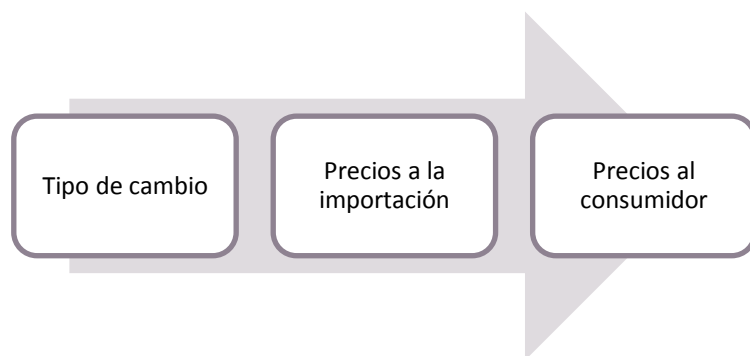 Tipo de cambio
Precios a la
importación
Precios al
consumidor